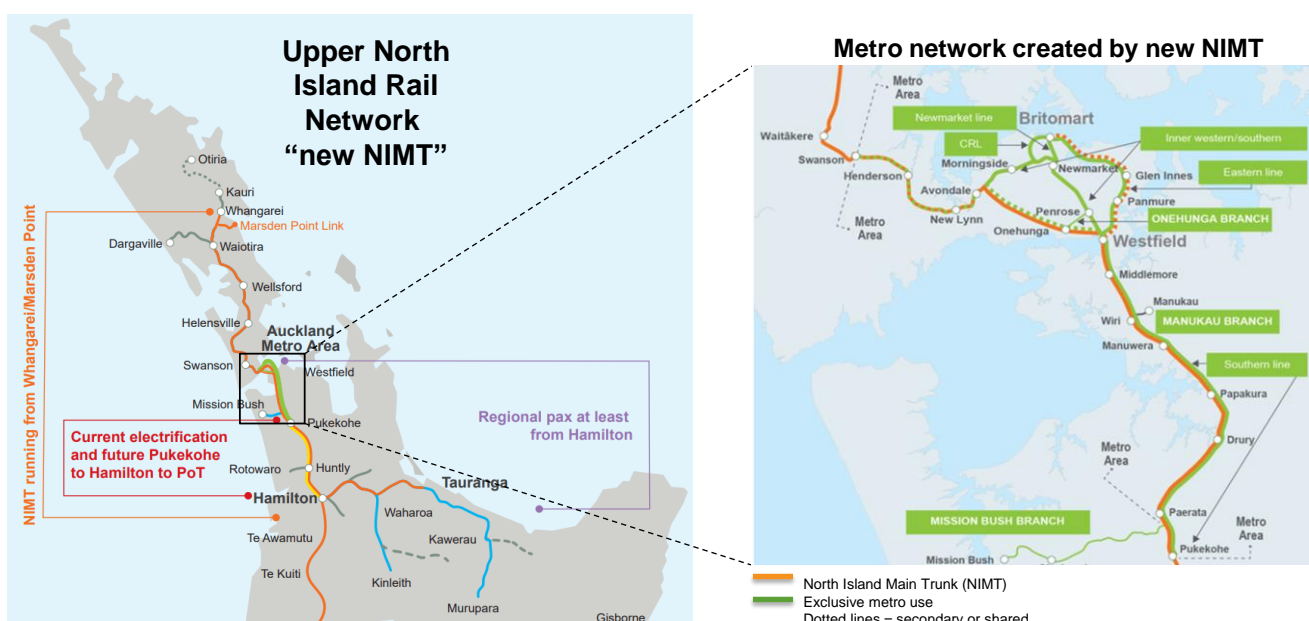 Upper North
Island Rail
Network
“new NIMT”
Otiria
Kauri
Whangarei
Marsden Point Link
Dargaville
Waiotira
Wellsford
Helensville
Auckland
Metro Area
Swanson
Westfield
Mission Bush
Pukekohe
Regional pax at least
from Hamilton
Current electrification
and future Pukekohe
to Hamilton to PoT
NIMT running from Whangarei/Marsden Point
Rotowaro
Huntly
Hamilton
Tauranga
Waharoa
Te Awamutu
Kawerau
Te Kuiti
Kinleith
Murupara
Gisborne
Metro network created by new NIMT
Metro
Area
Newmarket line
Britomart
Waitākere
CRL
Inner western/southern
Swanson
Morningside
Newmarket
Glen Innes
Henderson
Eastern line
Avondale
Panmure
New Lynn
Penrose
ONEHUNGA BRANCH
Metro
Area
Onehunga
Westfield
Middlemore
Manukau
Wiri
MANUKAU BRANCH
Manuwera
Southern line
Papakura
Drury
Metro
Area
Paerata
MISSION BUSH BRANCH
Metro
Area
Mission Bush
Pukekohe
North Island Main Trunk (NIMT)
Exclusive metro use
Dotted lines – secondary or shared